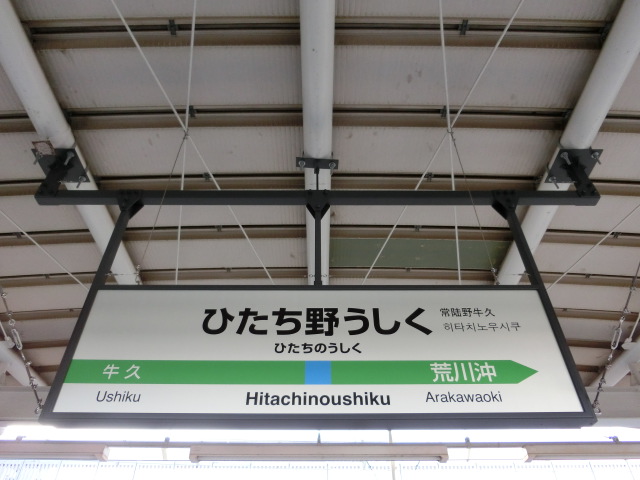 ひたち野うしく
常陸野牛久
히타치노우시쿠
ひたちのうしく
牛久
荒川沖
Ushiku
Hitachinoushiku
Arakawaoki